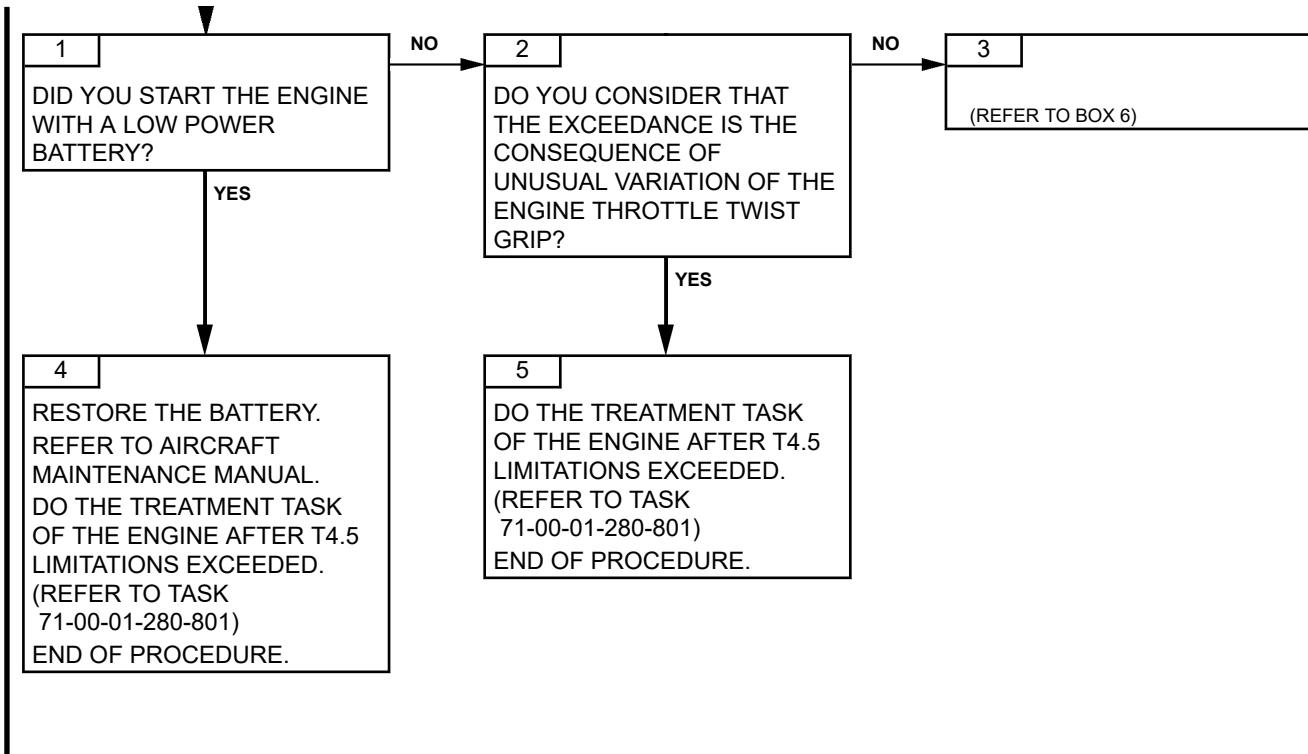 1
DID YOU START THE ENGINE
WITH A LOW POWER
BATTERY?
NO
2
DO YOU CONSIDER THAT
THE EXCEEDANCE IS THE
CONSEQUENCE OF
UNUSUAL VARIATION OF THE
ENGINE THROTTLE TWIST
GRIP?
NO
3
(REFER TO BOX 6)
YES
YES
4
RESTORE THE BATTERY.
REFER TO AIRCRAFT
MAINTENANCE MANUAL.
DO THE TREATMENT TASK
OF THE ENGINE AFTER T4.5
LIMITATIONS EXCEEDED.
(REFER TO TASK
71-00-01-280-801)
END OF PROCEDURE.
5
DO THE TREATMENT TASK
OF THE ENGINE AFTER T4.5
LIMITATIONS EXCEEDED.
(REFER TO TASK
71-00-01-280-801)
END OF PROCEDURE.